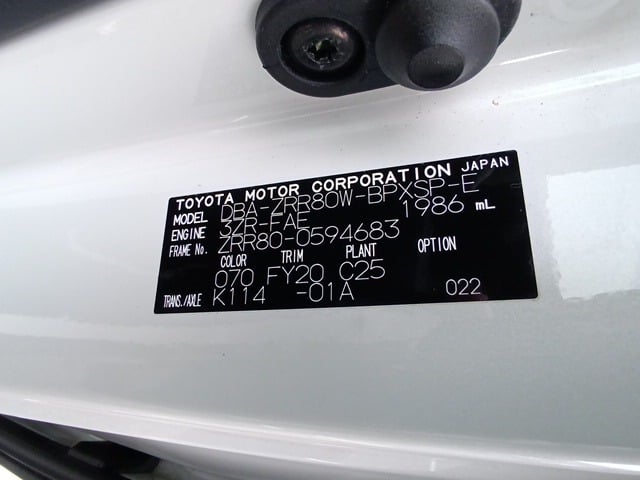 TOYOTA MOTOR CORPORATION JAPAN
MODEL DBA-ZRR80W-BPXSP-E
ENGINE 3ZR-FAE 1986 mL
FRAME No. ZRR80-0594683
COLOR TRIM PLANT OPTION
070 FY20 C25
TRANS./AXLE K114 -01A 022